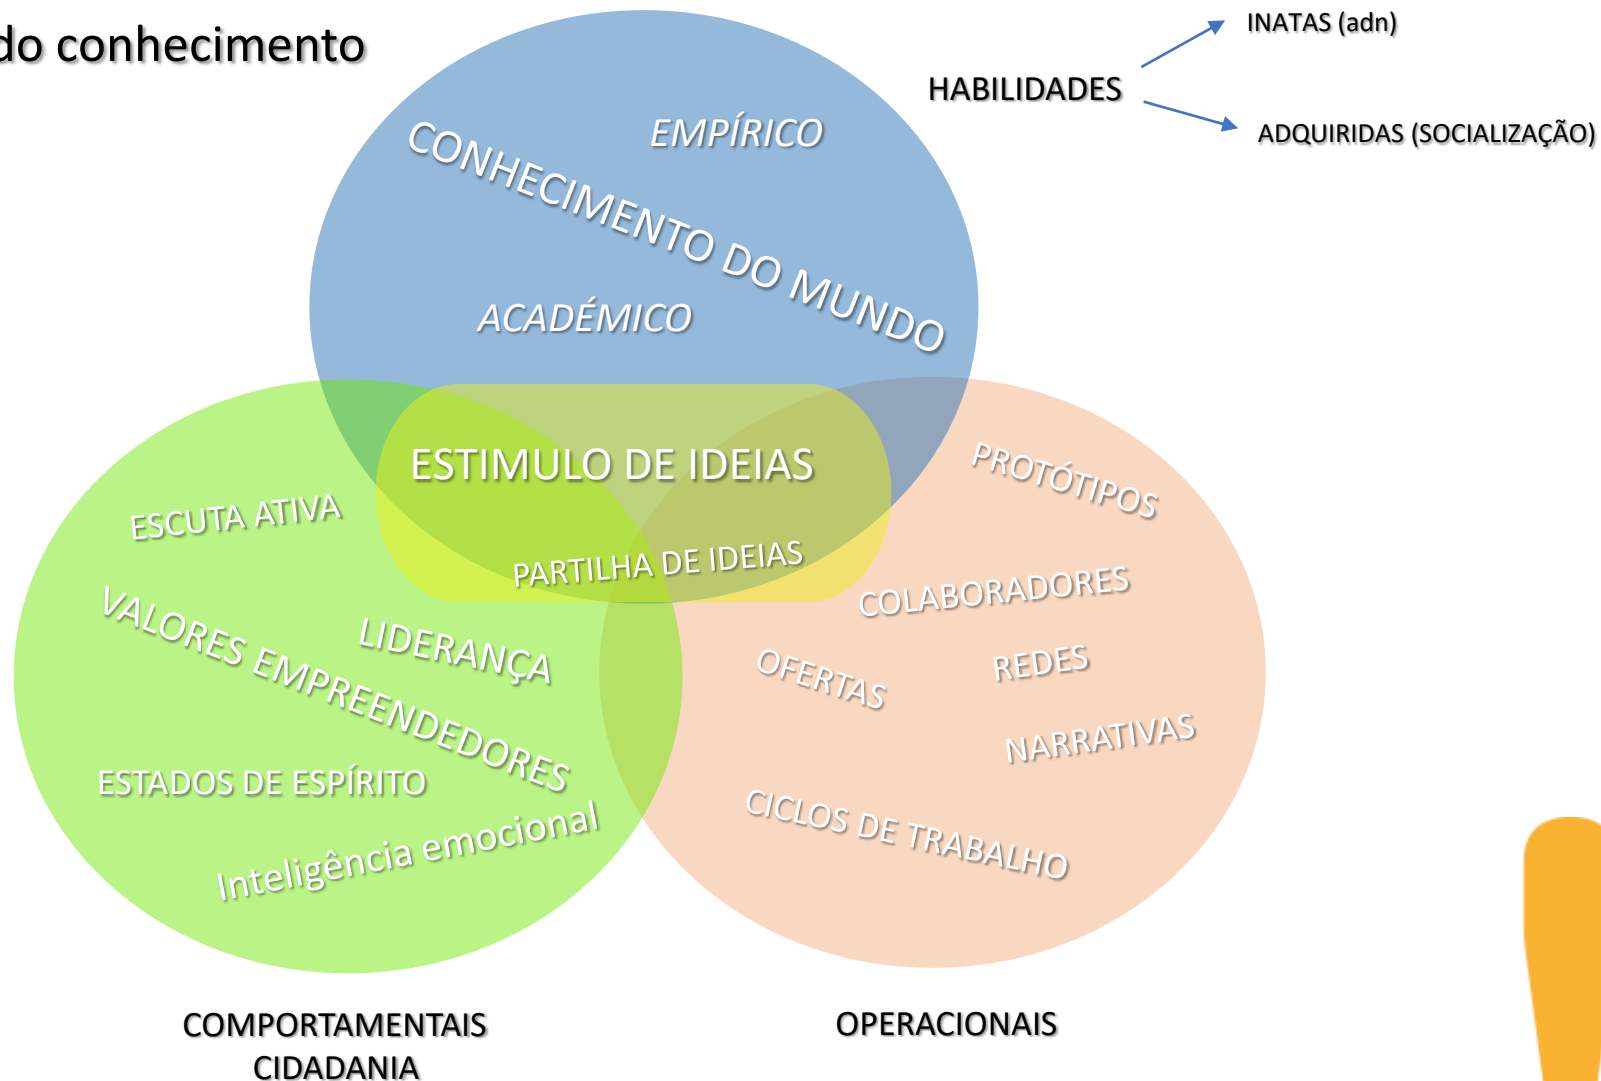 do conhecimento
INATAS (adn)
HABILIDADES
ADQUIRIDAS (SOCIALIZAÇÃO)
EMPÍRICO
CONHECIMENTO DO MUNDO
ACADÉMICO
ESTIMULO DE IDEIAS
PARTILHA DE IDEIAS
ESCUTA ATIVA
VALORES EMPREENDEDORES
LIDERANÇA
ESTADOS DE ESPÍRITO
Inteligência emocional
PROTÓTIPOS
COLABORADORES
OFERTAS
REDES
NARRATIVAS
CICLOS DE TRABALHO
COMPORTAMENTAIS
CIDADANIA
OPERACIONAIS